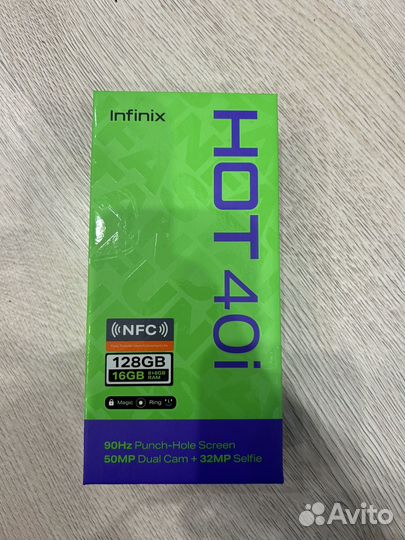 Infinix
HOT 40i
((NFC))
128GB
16GB 8+8GB RAM
Magic Ring
90Hz Punch-Hole Screen
50MP Dual Cam + 32MP Selfie
Avito